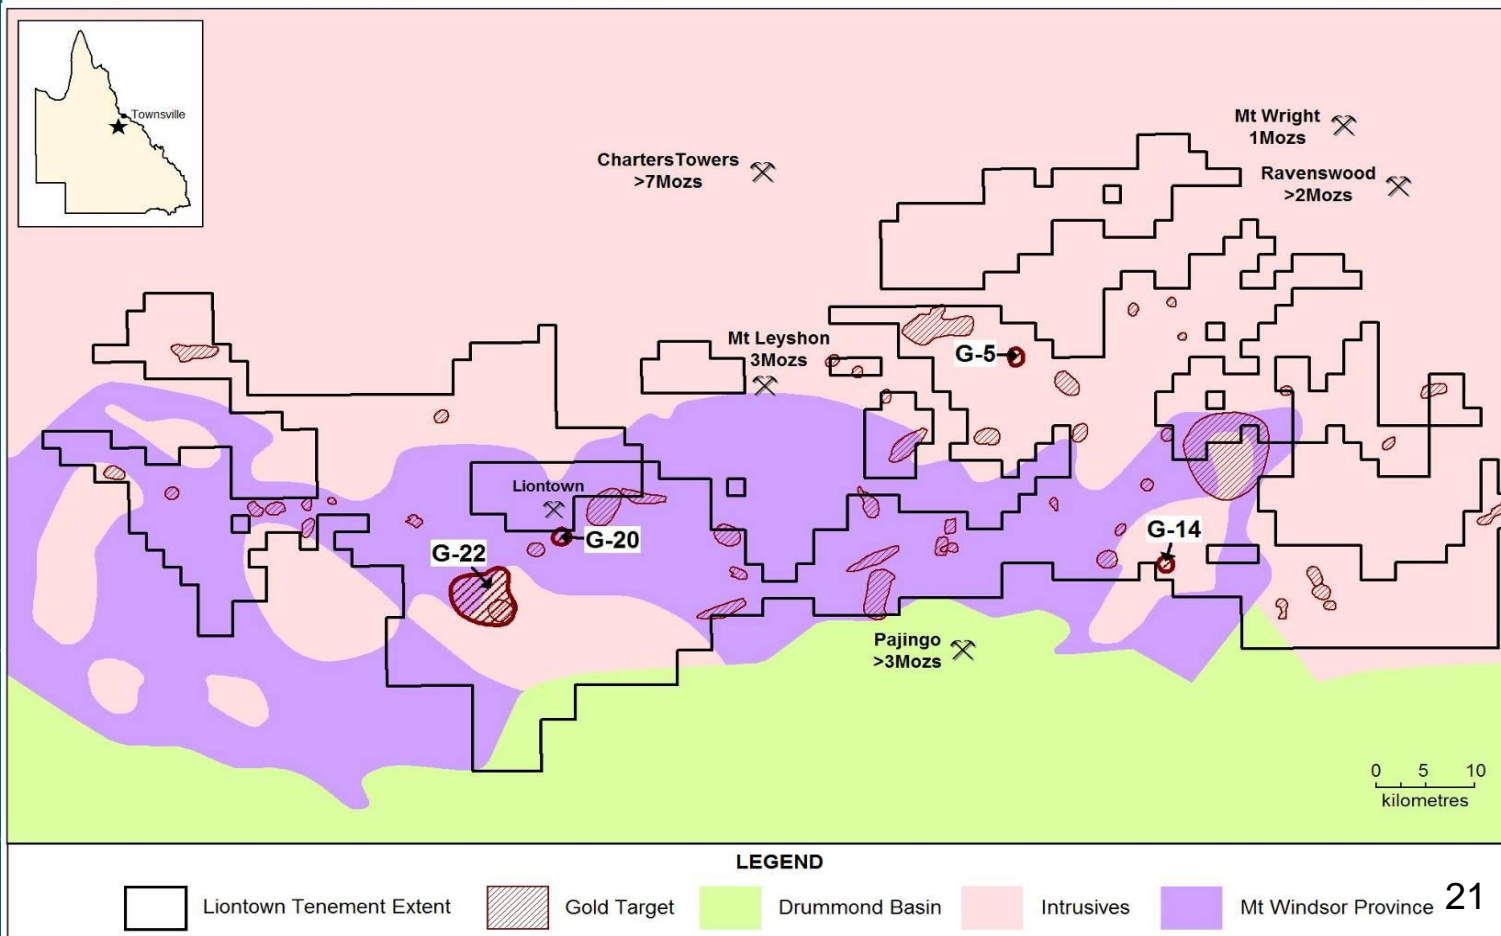 Townsville
Mt Wright
1Mozs
Charters Towers
>7Mozs
Ravenswood
>2Mozs
Mt Leyshon
3Mozs
G-5
Liontown
G-20
G-22
G-14
Pajingo
>3Mozs
0 5 10
kilometres
LEGEND
Liontown Tenement Extent
Gold Target
Drummond Basin
Intrusives
Mt Windsor Province
21